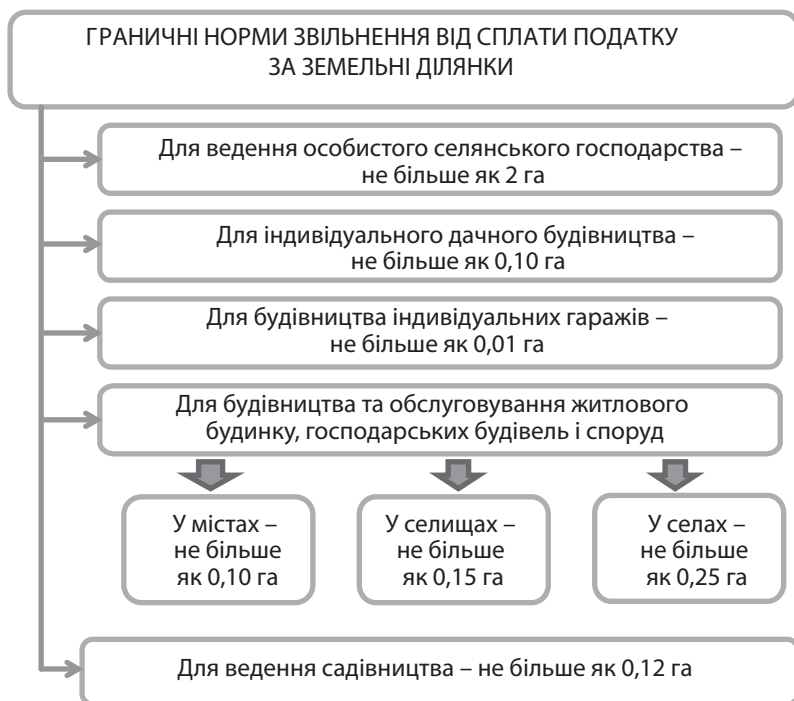 ГРАНИЧНІ НОРМИ ЗВІЛЬНЕННЯ ВІД СПЛАТИ ПОДАТКУ
ЗА ЗЕМЕЛЬНІ ДІЛЯНКИ
Для ведення особистого селянського господарства –
не більше як 2 га
Для індивідуального дачного будівництва –
не більше як 0,10 га
Для будівництва індивідуальних гаражів –
не більше як 0,01 га
Для будівництва та обслуговування житлового
будинку, господарських будівель і споруд
У містах –
не більше
як 0,10 га
У селищах –
не більше
як 0,15 га
У селах –
не більше
як 0,25 га
Для ведення садівництва – не більше як 0,12 га